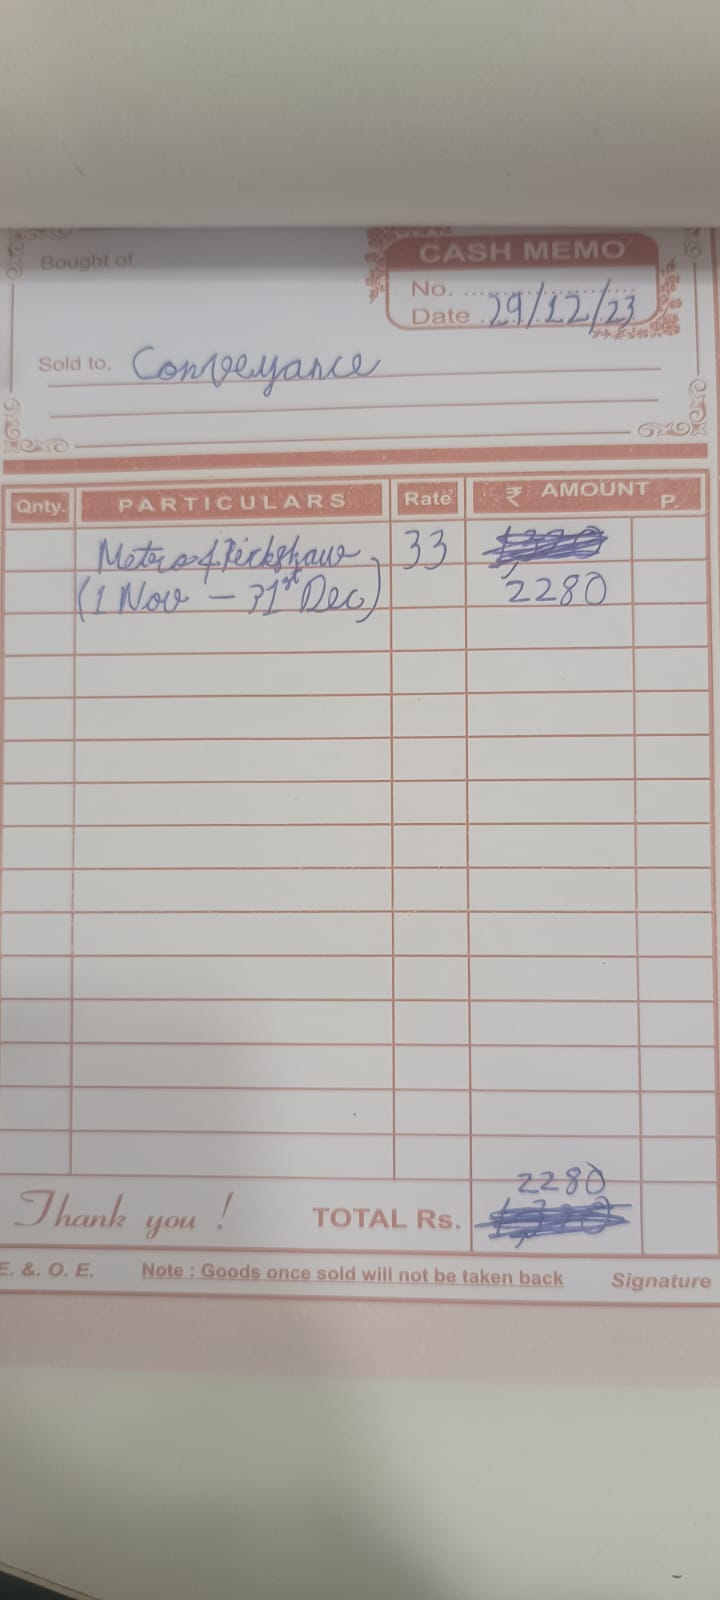 Bought of
CASH MEMO
No. ....................
Date 29/12/23
Sold to, Conveyance
Qnty. PARTICULARS Rate ₹ AMOUNT P.
Metro & Rickshaw 33
(1 Nov - 31st Dec) 2280
2280
Thank you ! TOTAL Rs.
E. &. O. E. Note : Goods once sold will not be taken back Signature